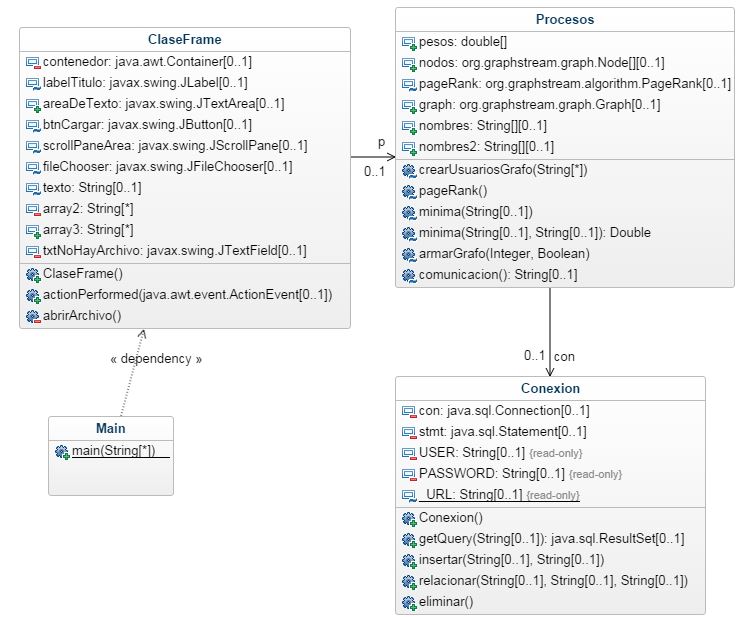 ClaseFrame
contenedor: java.awt.Container[0..1]
labelTitulo: javax.swing.JLabel[0..1]
areaDeTexto: javax.swing.JTextArea[0..1]
btnCargar: javax.swing.JButton[0..1]
scrollPaneArea: javax.swing.JScrollPane[0..1]
fileChooser: javax.swing.JFileChooser[0..1]
texto: String[0..1]
array2: String[*]
array3: String[*]
txtNoHayArchivo: javax.swing.JTextField[0..1]
ClaseFrame()
actionPerformed(java.awt.event.ActionEvent[0..1])
abrirArchivo()
p
0..1
Procesos
pesos: double[]
nodos: org.graphstream.graph.Node[][0..1]
pageRank: org.graphstream.algorithm.PageRank[0..1]
graph: org.graphstream.graph.Graph[0..1]
nombres: String[][0..1]
nombres2: String[][0..1]
crearUsuariosGrafo(String[*])
pageRank()
minima(String[0..1])
minima(String[0..1], String[0..1]): Double
armarGrafo(Integer, Boolean)
comunicacion(): String[0..1]
« dependency »
0..1 con
Main
main(String[*])
Conexion
con: java.sql.Connection[0..1]
stmt: java.sql.Statement[0..1]
USER: String[0..1] {read-only}
PASSWORD: String[0..1] {read-only}
_URL: String[0..1] {read-only}
Conexion()
getQuery(String[0..1]): java.sql.ResultSet[0..1]
insertar(String[0..1], String[0..1])
relacionar(String[0..1], String[0..1], String[0..1])
eliminar()